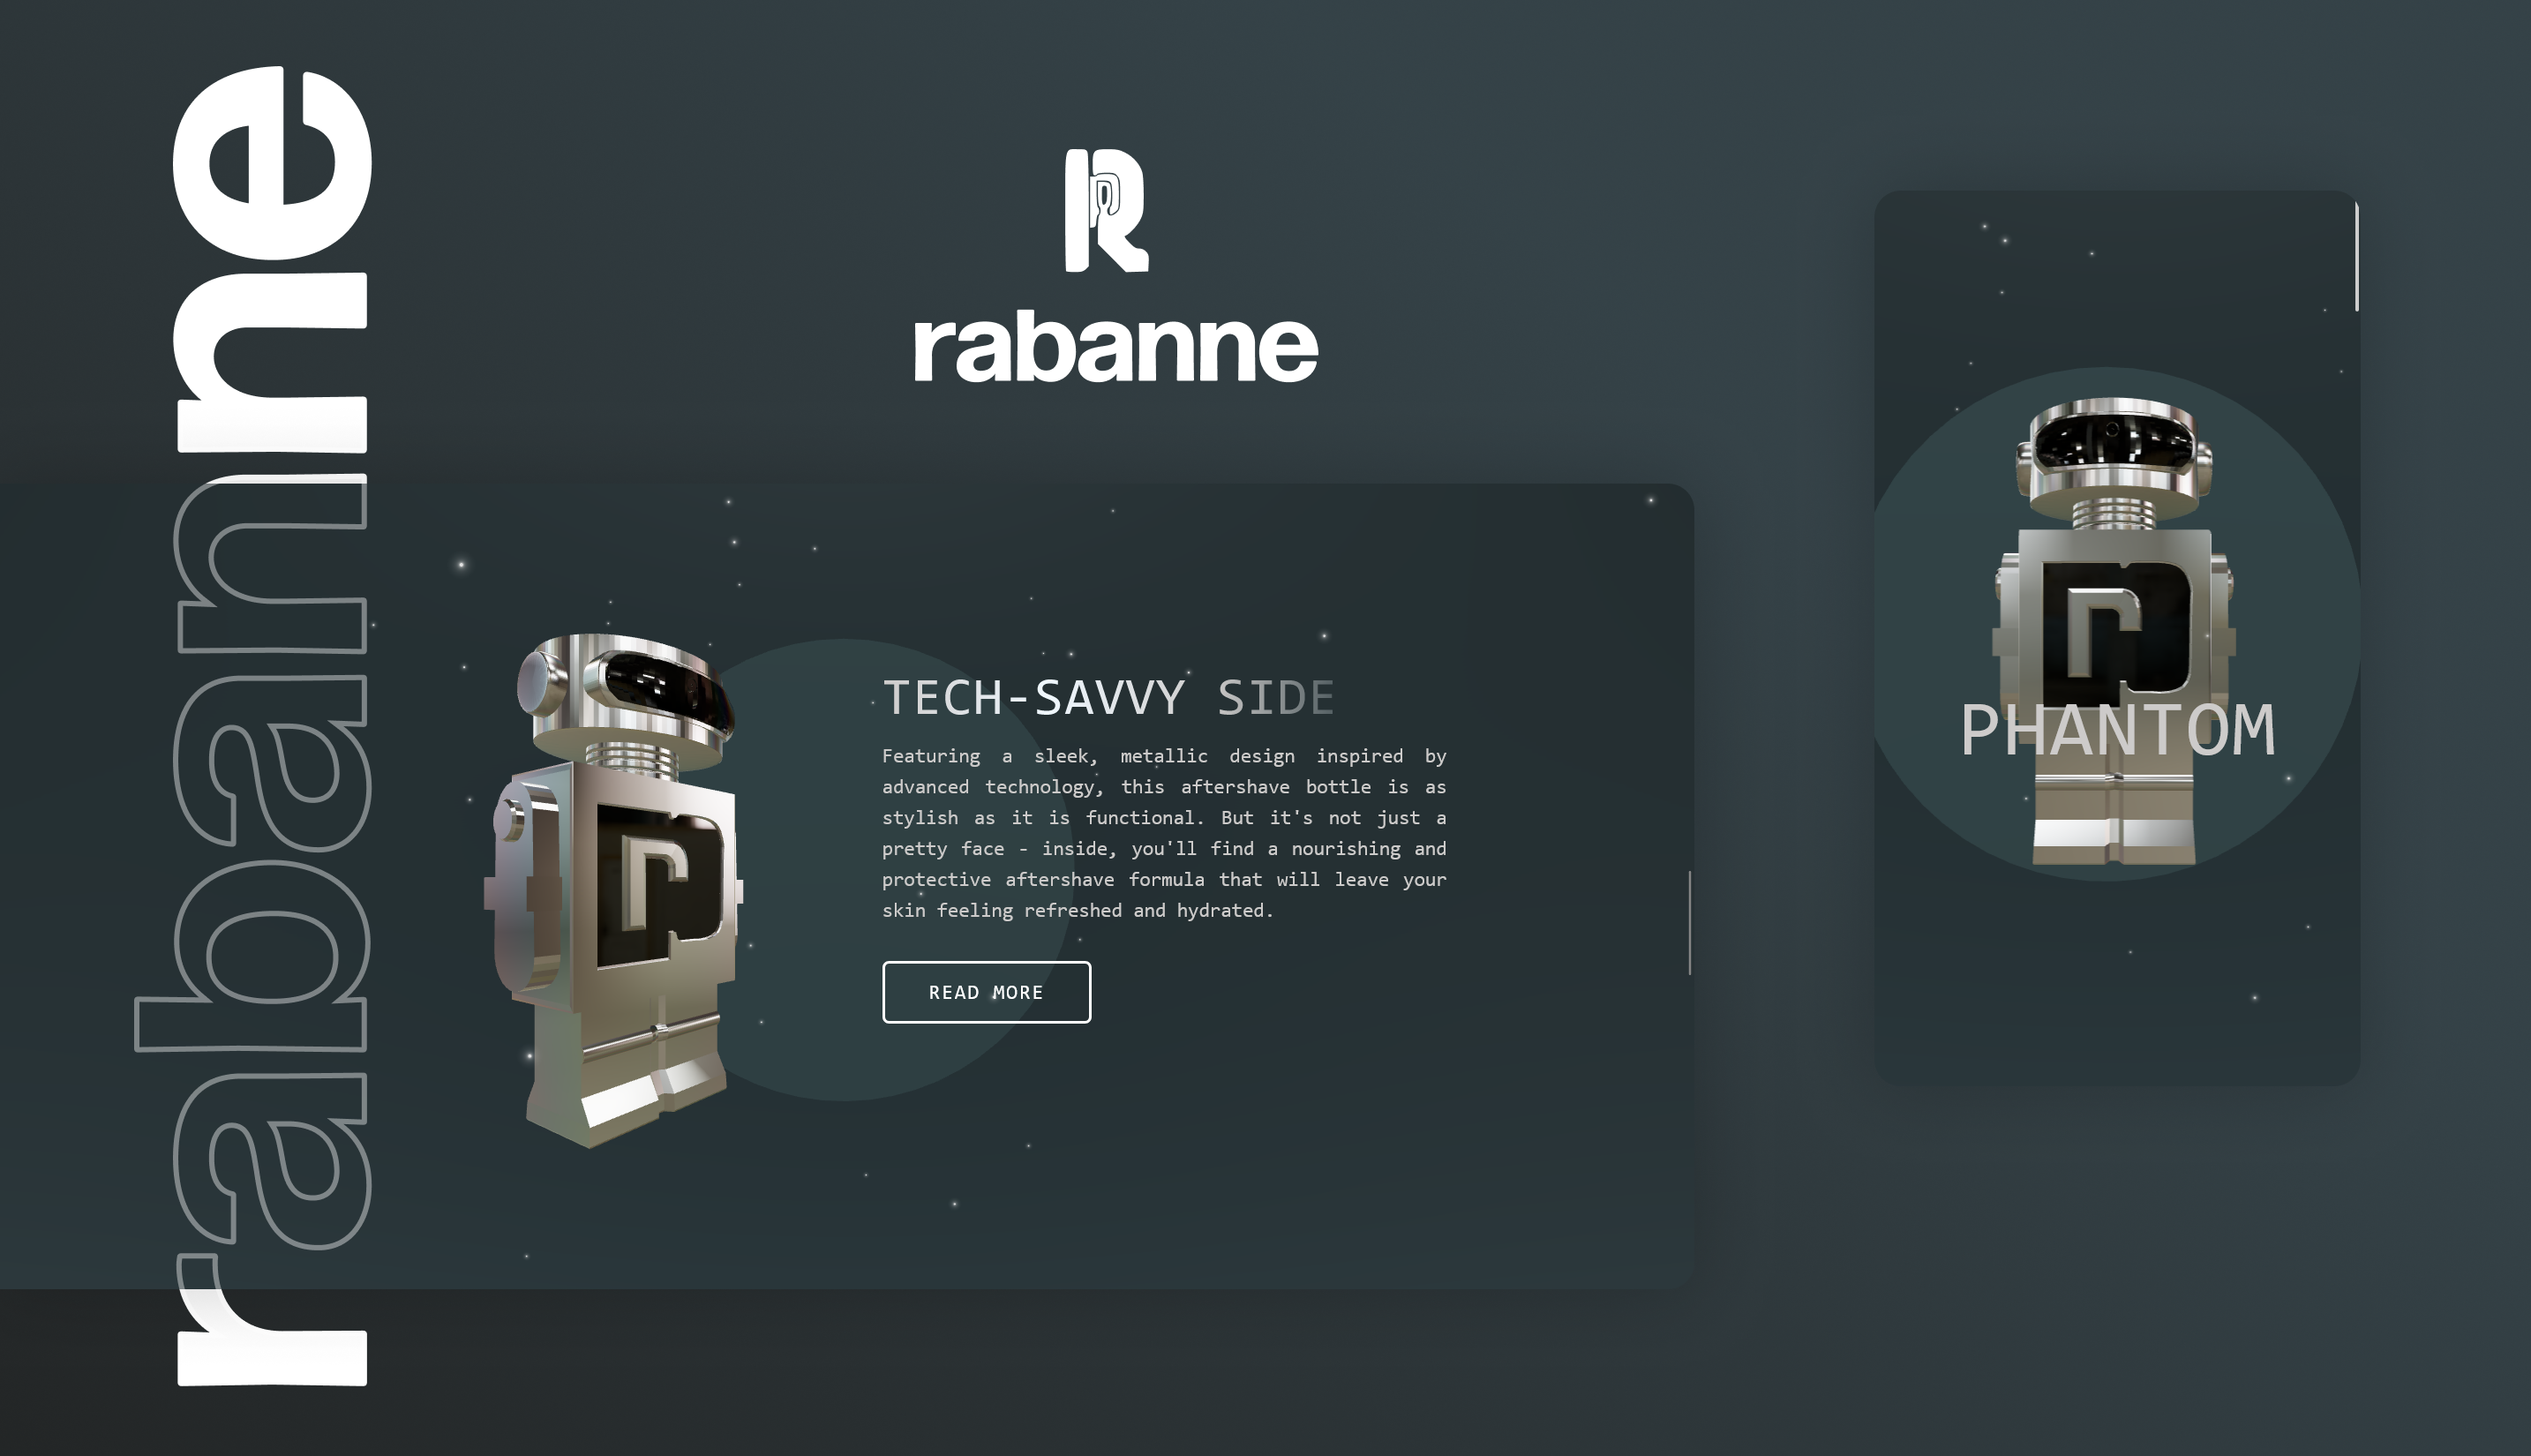 rabanne
R
rabanne
TECH-SAVVY SIDE
Featuring a sleek, metallic design inspired by
advanced technology, this aftershave bottle is as
stylish as it is functional. But it's not just a
pretty face - inside, you'll find a nourishing and
protective aftershave formula that will leave your
skin feeling refreshed and hydrated.
READ MORE
PHANTOM